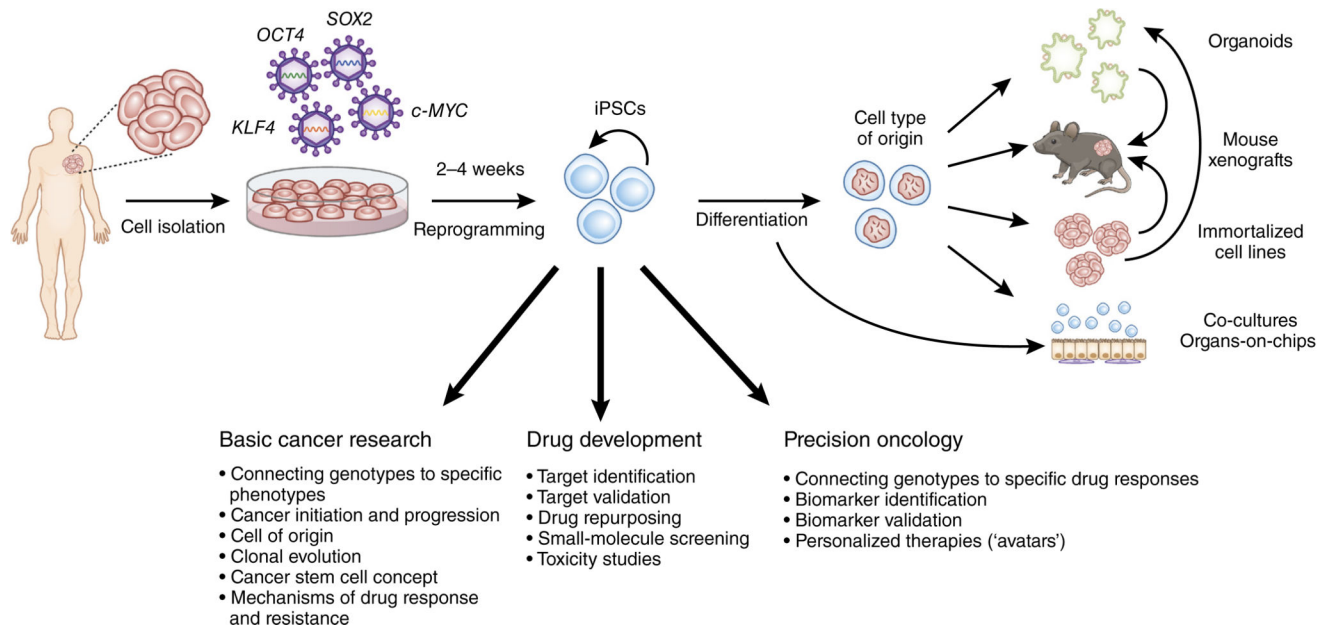 SOX2
OCT4
c-MYC
KLF4
iPSCs
Cell isolation
2–4 weeks
Reprogramming
Differentiation
Cell type
of origin
Organoids
Mouse
xenografts
Immortalized
cell lines
Co-cultures
Organs-on-chips
Basic cancer research
• Connecting genotypes to specific
phenotypes
• Cancer initiation and progression
• Cell of origin
• Clonal evolution
• Cancer stem cell concept
• Mechanisms of drug response
and resistance
Drug development
• Target identification
• Target validation
• Drug repurposing
• Small-molecule screening
• Toxicity studies
Precision oncology
• Connecting genotypes to specific drug responses
• Biomarker identification
• Biomarker validation
• Personalized therapies (‘avatars’)